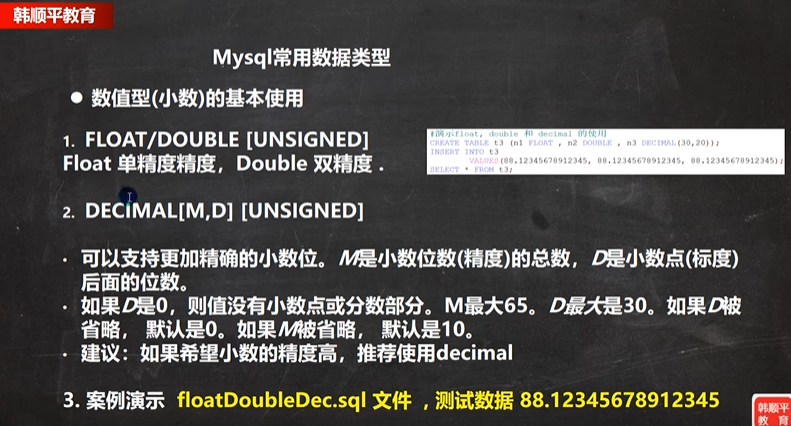 韩顺平教育
Mysql常用数据类型
● 数值型(小数)的基本使用
1. FLOAT/DOUBLE [UNSIGNED]
Float 单精度精度，Double 双精度 .
#演示float, double 和 decimal 的使用
CREATE TABLE t3 (n1 FLOAT , n2 DOUBLE , n3 DECIMAL(30,20));
INSERT INTO t3
VALUES(88.12345678912345, 88.12345678912345, 88.12345678912345);
SELECT * FROM t3;
2. DECIMAL[M,D] [UNSIGNED]
· 可以支持更加精确的小数位。M是小数位数(精度)的总数，D是小数点(标度)
后面的位数。
· 如果D是0，则值没有小数点或分数部分。M最大65。D最大是30。如果D被
省略， 默认是0。如果M被省略， 默认是10。
· 建议：如果希望小数的精度高，推荐使用decimal
3. 案例演示 floatDoubleDec.sql 文件 , 测试数据 88.12345678912345
韩顺平
教 育